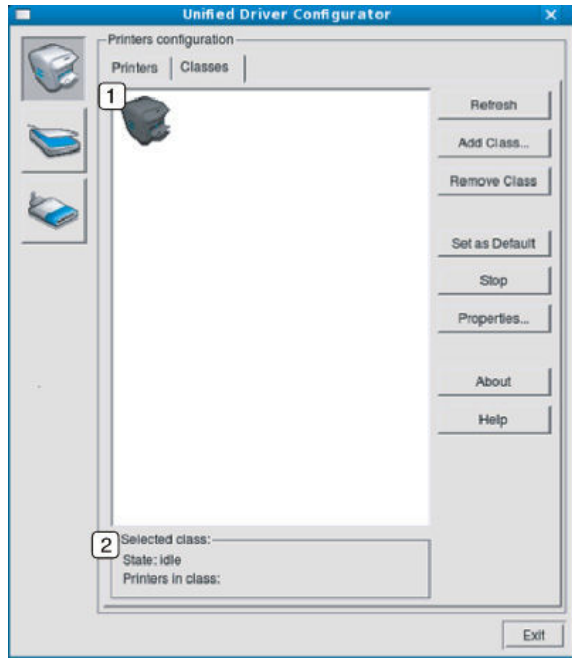 Unified Driver Configurator
Printers configuration
Printers
Classes
1
Refresh
Add Class...
Remove Class
Set as Default
Stop
Properties...
About
Help
2
Selected class:
State: idle
Printers in class:
Exit